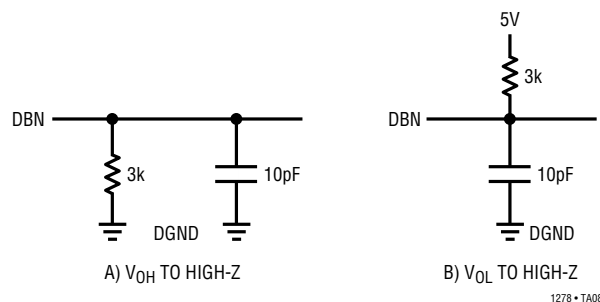 5V
3k
DBN
DBN
3k
10pF
10pF
DGND
DGND
A) VOH TO HIGH-Z
B) VOL TO HIGH-Z
1278 • TA08